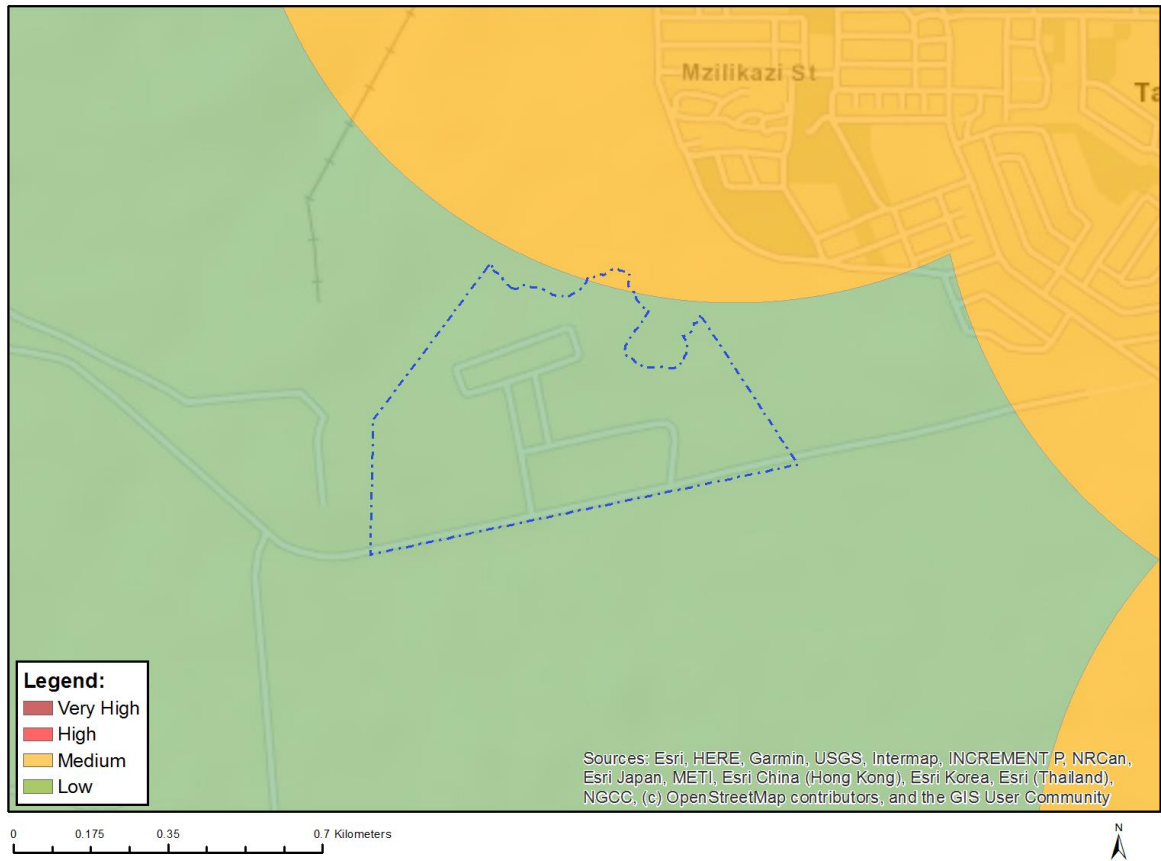 Mzilikazi St
Ta
Legend:
Very High
High
Medium
Low
Sources: Esri, HERE, Garmin, USGS, Intermap, INCREMENT P, NRCan,
Esri Japan, METI, Esri China (Hong Kong), Esri Korea, Esri (Thailand),
NGCC, (c) OpenStreetMap contributors, and the GIS User Community
0 0.175 0.35 0.7 Kilometers
N